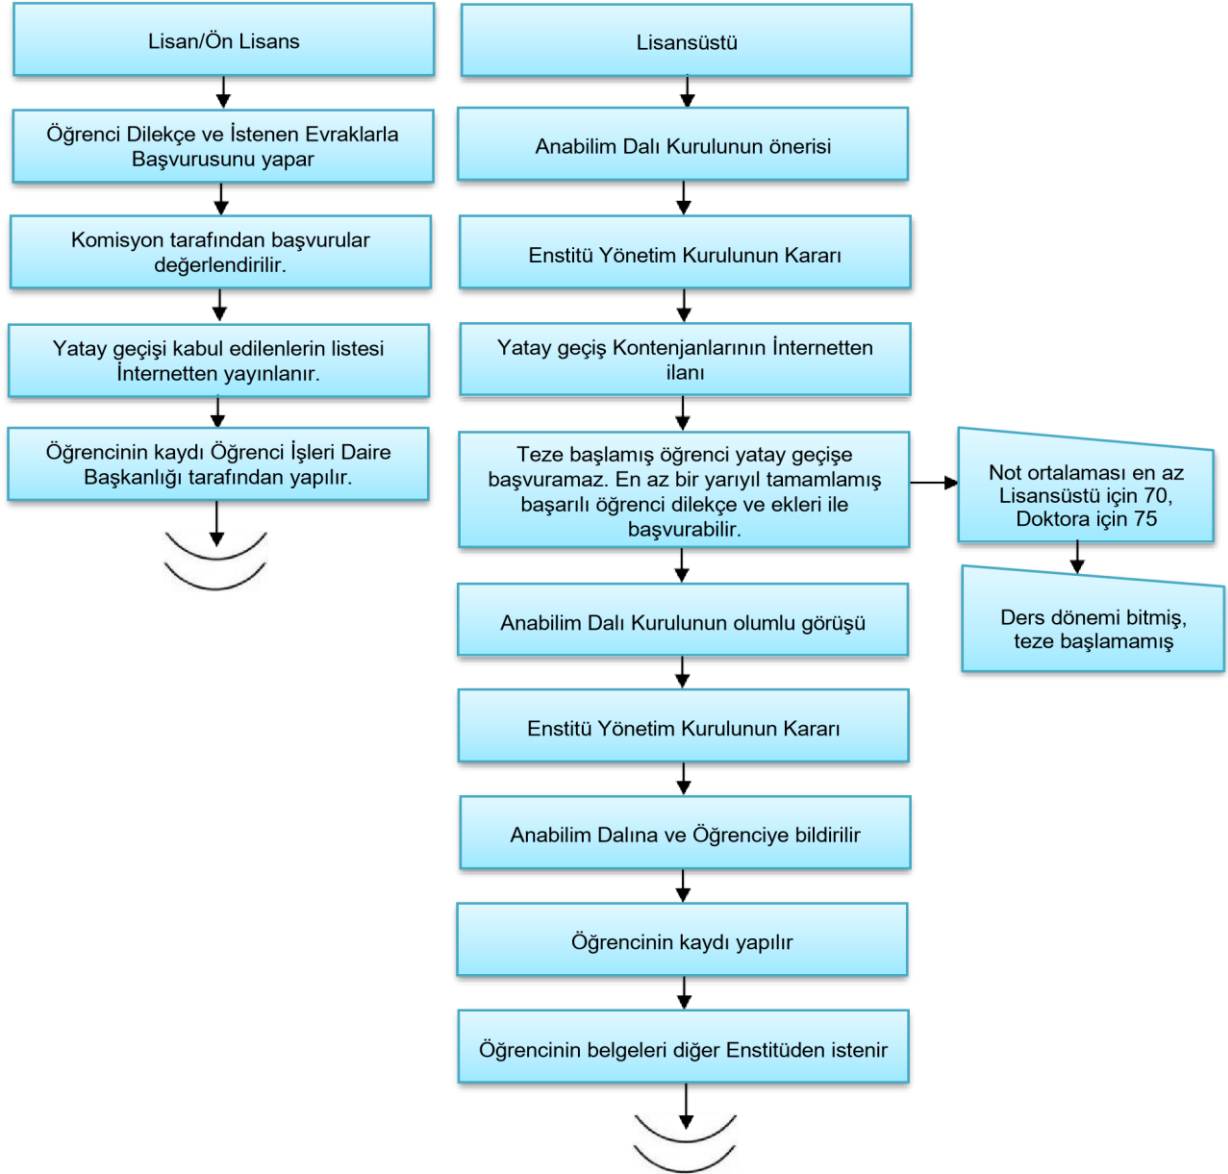 Lisan/Ön Lisans
Öğrenci Dilekçe ve İstenen Evraklarla
Başvurusunu yapar
Komisyon tarafından başvurular
değerlendirilir.
Yatay geçişi kabul edilenlerin listesi
İnternetten yayınlanır.
Öğrencinin kaydı Öğrenci İşleri Daire
Başkanlığı tarafından yapılır.
Lisansüstü
Anabilim Dalı Kurulunun önerisi
Enstitü Yönetim Kurulunun Kararı
Yatay geçiş Kontenjanlarının İnternetten
ilanı
Teze başlamış öğrenci yatay geçişe
başvuramaz. En az bir yarıyıl tamamlamış
başarılı öğrenci dilekçe ve ekleri ile
başvurabilir.
Not ortalaması en az
Lisansüstü için 70,
Doktora için 75
Ders dönemi bitmiş,
teze başlamamış
Anabilim Dalı Kurulunun olumlu görüşü
Enstitü Yönetim Kurulunun Kararı
Anabilim Dalına ve Öğrenciye bildirilir
Öğrencinin kaydı yapılır
Öğrencinin belgeleri diğer Enstitüden istenir